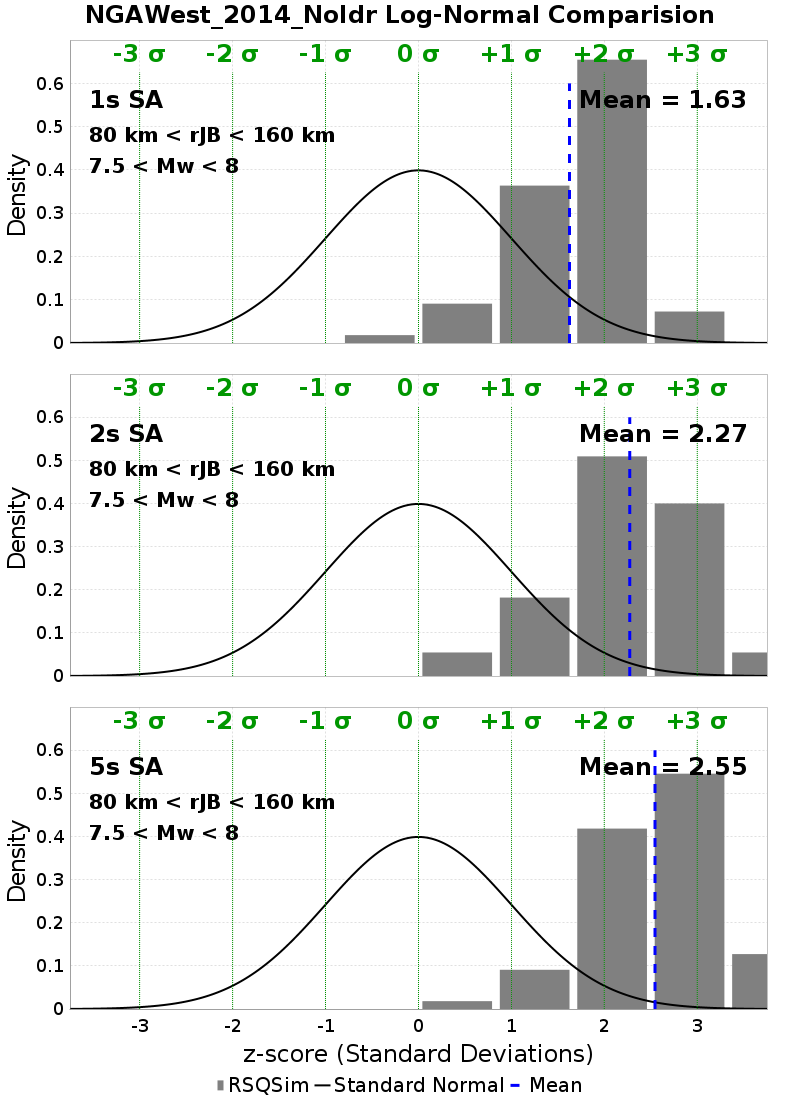 NGAWest_2014_NoIdr Log-Normal Comparision
-3 σ -2 σ -1 σ 0 σ +1 σ +2 σ +3 σ
1s SA
Mean = 1.63
80 km < rJB < 160 km
7.5 < Mw < 8
Density
0.6
0.5
0.4
0.3
0.2
0.1
0
-3 σ -2 σ -1 σ 0 σ +1 σ +2 σ +3 σ
2s SA
Mean = 2.27
80 km < rJB < 160 km
7.5 < Mw < 8
Density
0.6
0.5
0.4
0.3
0.2
0.1
0
-3 σ -2 σ -1 σ 0 σ +1 σ +2 σ +3 σ
5s SA
Mean = 2.55
80 km < rJB < 160 km
7.5 < Mw < 8
Density
0.6
0.5
0.4
0.3
0.2
0.1
0
-3 -2 -1 0 1 2 3
z-score (Standard Deviations)
RSQSim Standard Normal Mean